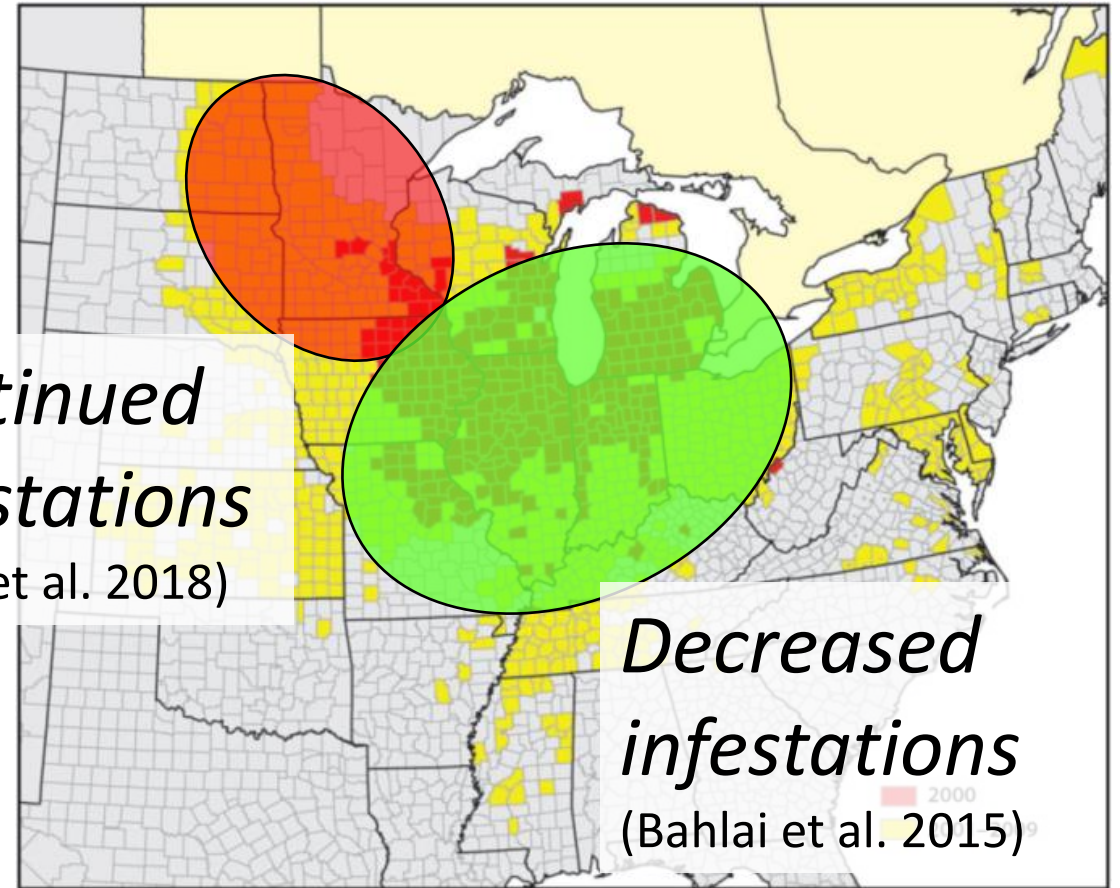 tinued
stations
et al. 2018)
Decreased
infestations
(Bahlai et al. 2015)
2000